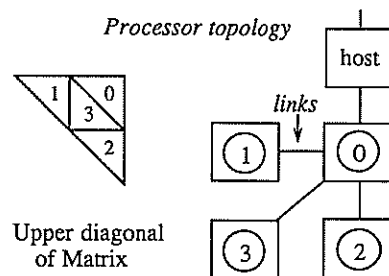 Processor topology
host
links
1
0
3
2
1
0
3
2
Upper diagonal
of Matrix